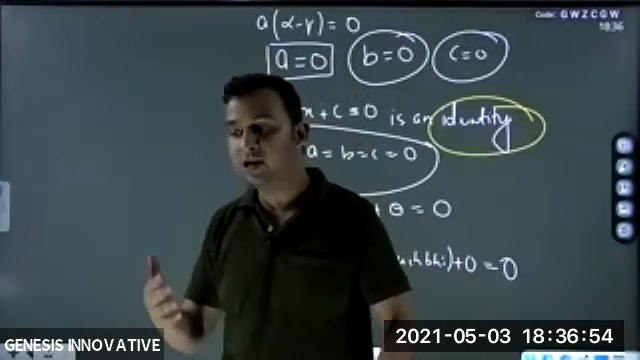 Code: GWZCGW
18:36
a(α-γ) = 0
a=0 b=0 c=0
x + c = 0 is an identity
a = b = c = 0
0 = 0
) + 0 = 0
GENESIS INNOVATIVE
2021-05-03 18:36:54